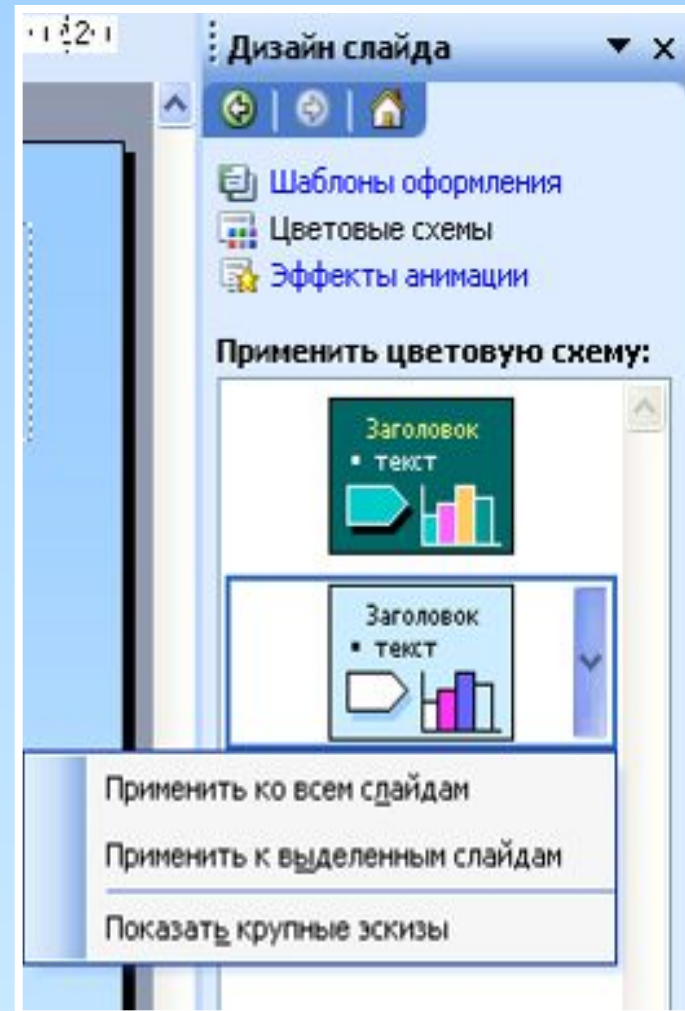 2
Дизайн слайда
Шаблоны оформления
Цветовые схемы
Эффекты анимации
Применить цветовую схему:
Заголовок
▪ текст
Заголовок
▪ текст
Применить ко всем слайдам
Применить к выделенным слайдам
Показать крупные эскизы